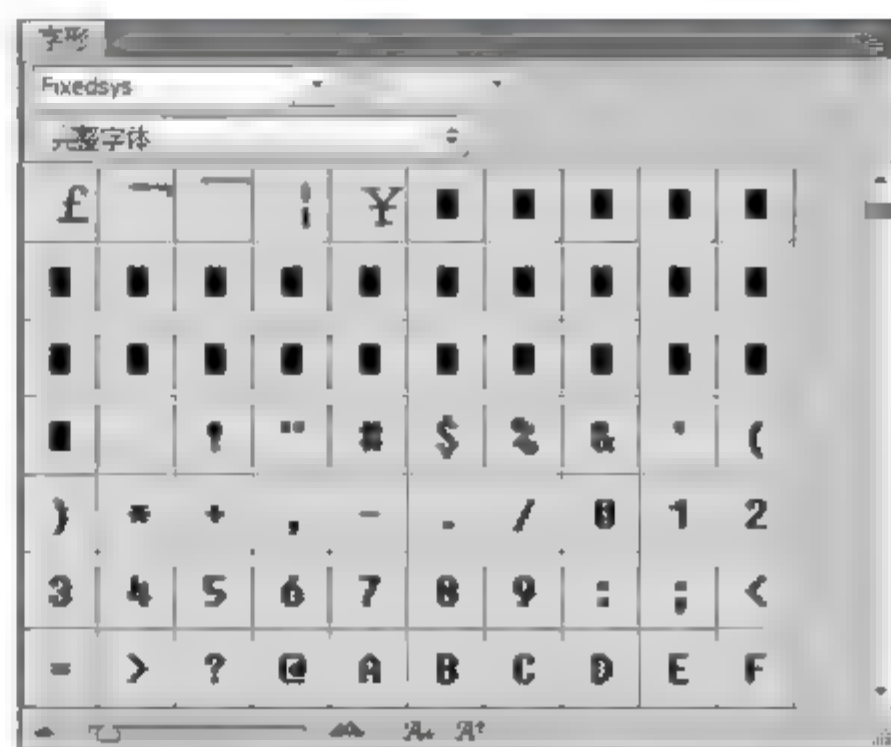 字形
Fixedsys
完整字体
£ ¬ ¯ ¦ ¥ ■ ■ ■ ■ ■
■ ■ ■ ■ ■ ■ ■ ■ ■ ■
■ ■ ■ ■ ■ ■ ■ ■ ■ ■
■ ! " # $ % & ' (
) * + , - . / 0 1 2
3 4 5 6 7 8 9 : ; <
= > ? @ A B C D E F